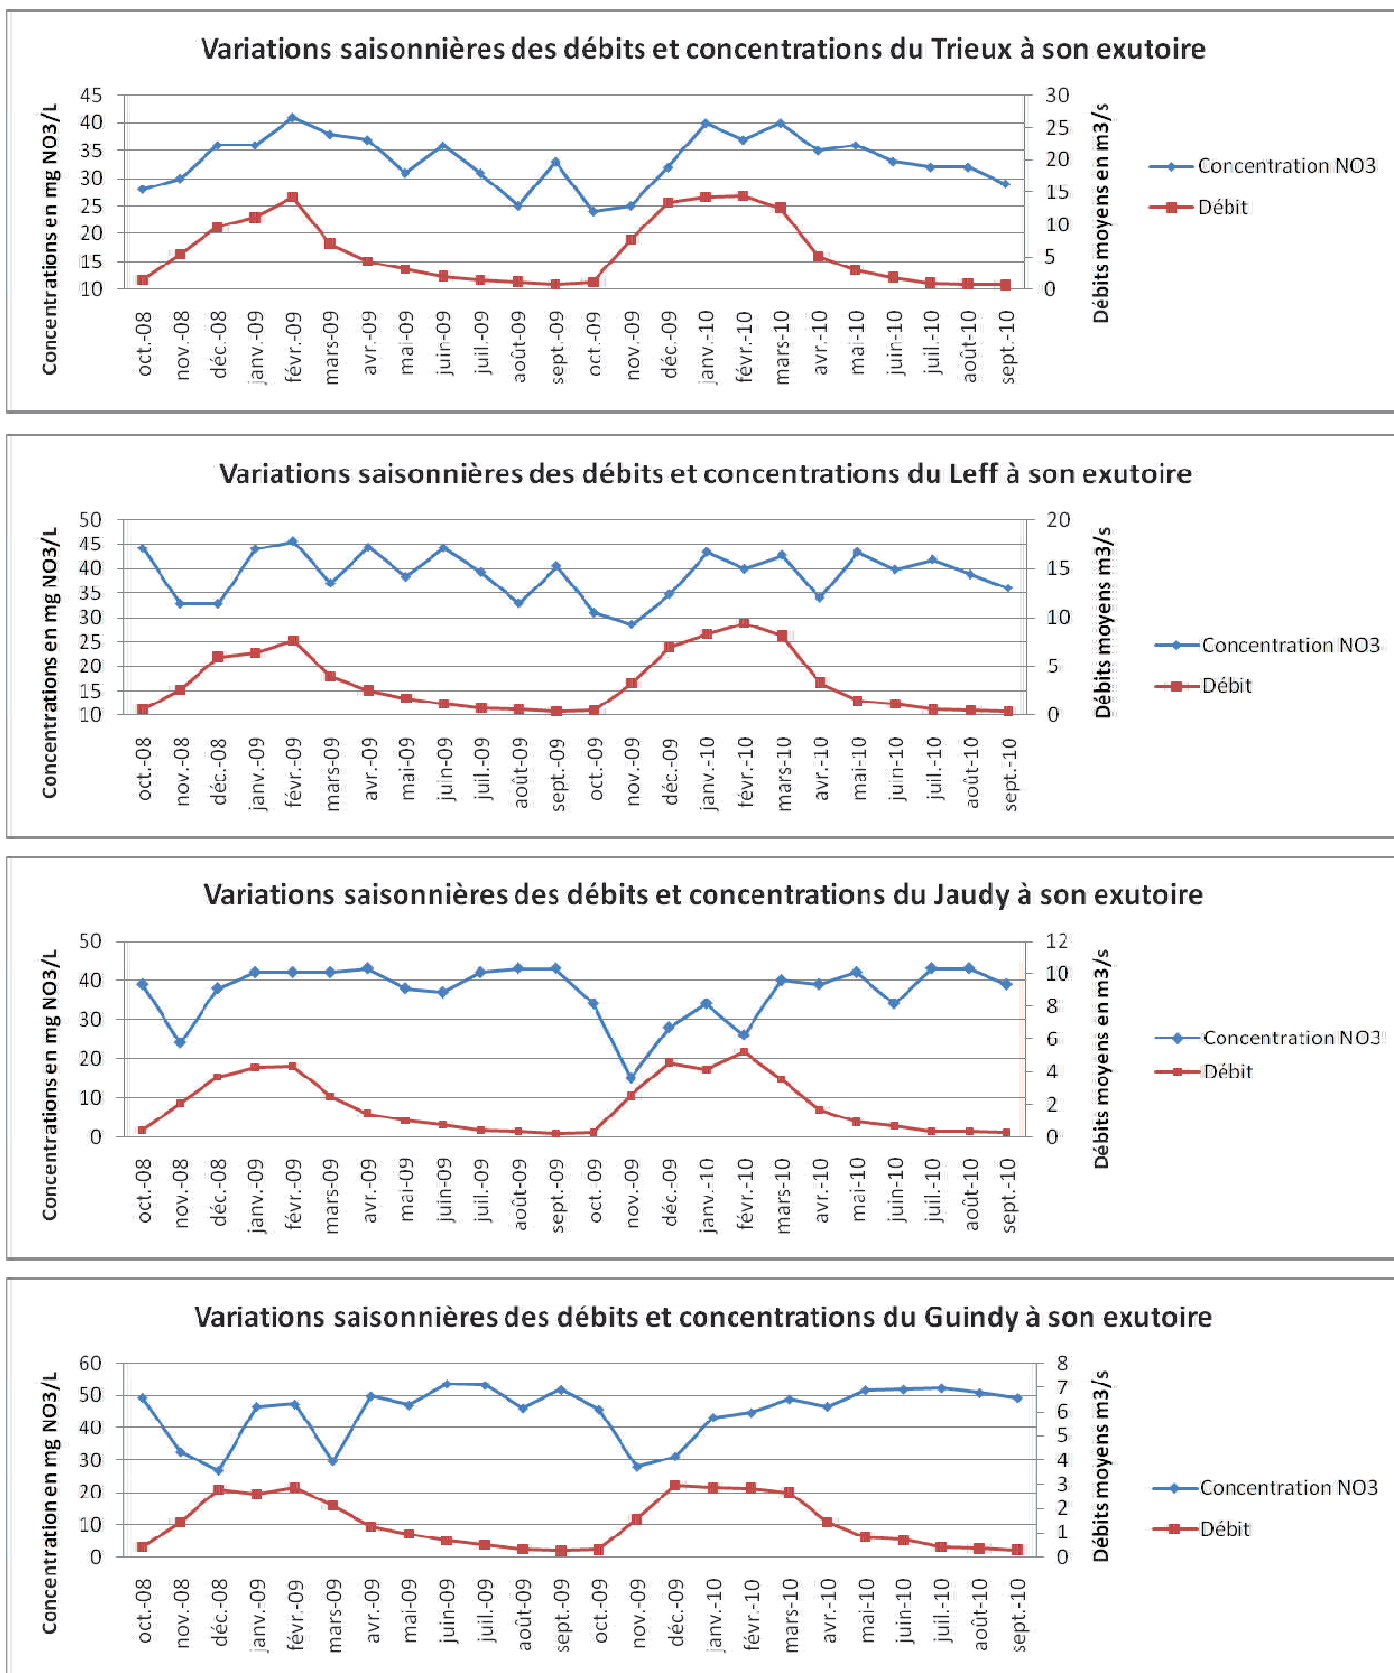 Variations saisonnières des débits et concentrations du Trieux à son exutoire
Concentrations en mg NO3/L
45
40
35
30
25
20
15
10
30
25
20
15
10
5
0
Débits moyens en m3/s
oct.-08
nov.-08
déc.-08
janv.-09
févr.-09
mars-09
avr.-09
mai-09
juin-09
juil.-09
août-09
sept.-09
oct.-09
nov.-09
déc.-09
janv.-10
févr.-10
mars-10
avr.-10
mai-10
juin-10
juil.-10
août-10
sept.-10
Concentration NO3
Débit
Variations saisonnières des débits et concentrations du Leff à son exutoire
Concentrations en mg NO3/L
50
45
40
35
30
25
20
15
10
20
15
10
5
0
Débits moyens m3/s
oct.-08
nov.-08
déc.-08
janv.-09
févr.-09
mars-09
avr.-09
mai-09
juin-09
juil.-09
août-09
sept.-09
oct.-09
nov.-09
déc.-09
janv.-10
févr.-10
mars-10
avr.-10
mai-10
juin-10
juil.-10
août-10
sept.-10
Concentration NO3
Débit
Variations saisonnières des débits et concentrations du Jaudy à son exutoire
Concentrations en mg NO3/L
50
40
30
20
10
0
12
10
8
6
4
2
0
Débits moyens en m3/s
oct.-08
nov.-08
déc.-08
janv.-09
févr.-09
mars-09
avr.-09
mai-09
juin-09
juil.-09
août-09
sept.-09
oct.-09
nov.-09
déc.-09
janv.-10
févr.-10
mars-10
avr.-10
mai-10
juin-10
juil.-10
août-10
sept.-10
Concentration NO3
Débit
Variations saisonnières des débits et concentrations du Guindy à son exutoire
Concentration en mg NO3/L
60
50
40
30
20
10
0
8
7
6
5
4
3
2
1
0
Débits moyens m3/s
oct.-08
nov.-08
déc.-08
janv.-09
févr.-09
mars-09
avr.-09
mai-09
juin-09
juil.-09
août-09
sept.-09
oct.-09
nov.-09
déc.-09
janv.-10
févr.-10
mars-10
avr.-10
mai-10
juin-10
juil.-10
août-10
sept.-10
Concentration NO3
Débit